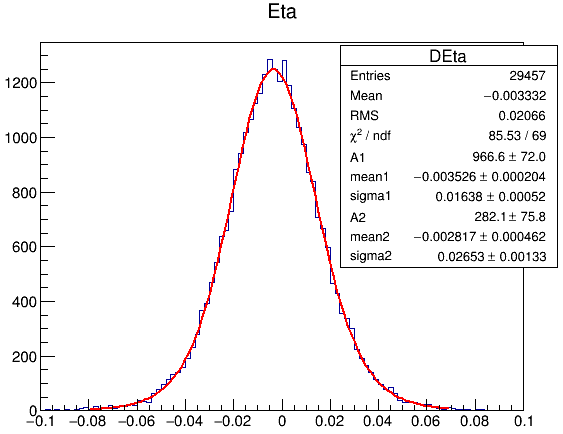 Eta
DEta
Entries 29457
Mean −0.003332
RMS 0.02066
χ² / ndf 85.53 / 69
A1 966.6 ± 72.0
mean1 −0.003526 ± 0.000204
sigma1 0.01638 ± 0.00052
A2 282.1 ± 75.8
mean2 −0.002817 ± 0.000462
sigma2 0.02653 ± 0.00133
1200
1000
800
600
400
200
0
−0.1 −0.08 −0.06 −0.04 −0.02 0 0.02 0.04 0.06 0.08 0.1